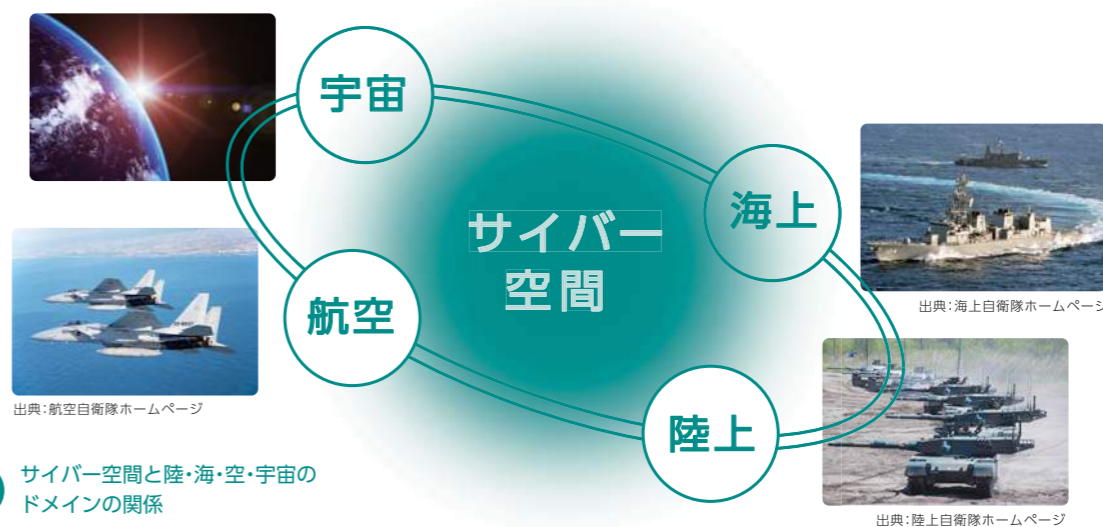 宇宙
海上
サイバー
空間
航空
陸上
出典:海上自衛隊ホームページ
出典:航空自衛隊ホームページ
サイバー空間と陸・海・空・宇宙の
ドメインの関係
出典:陸上自衛隊ホームページ